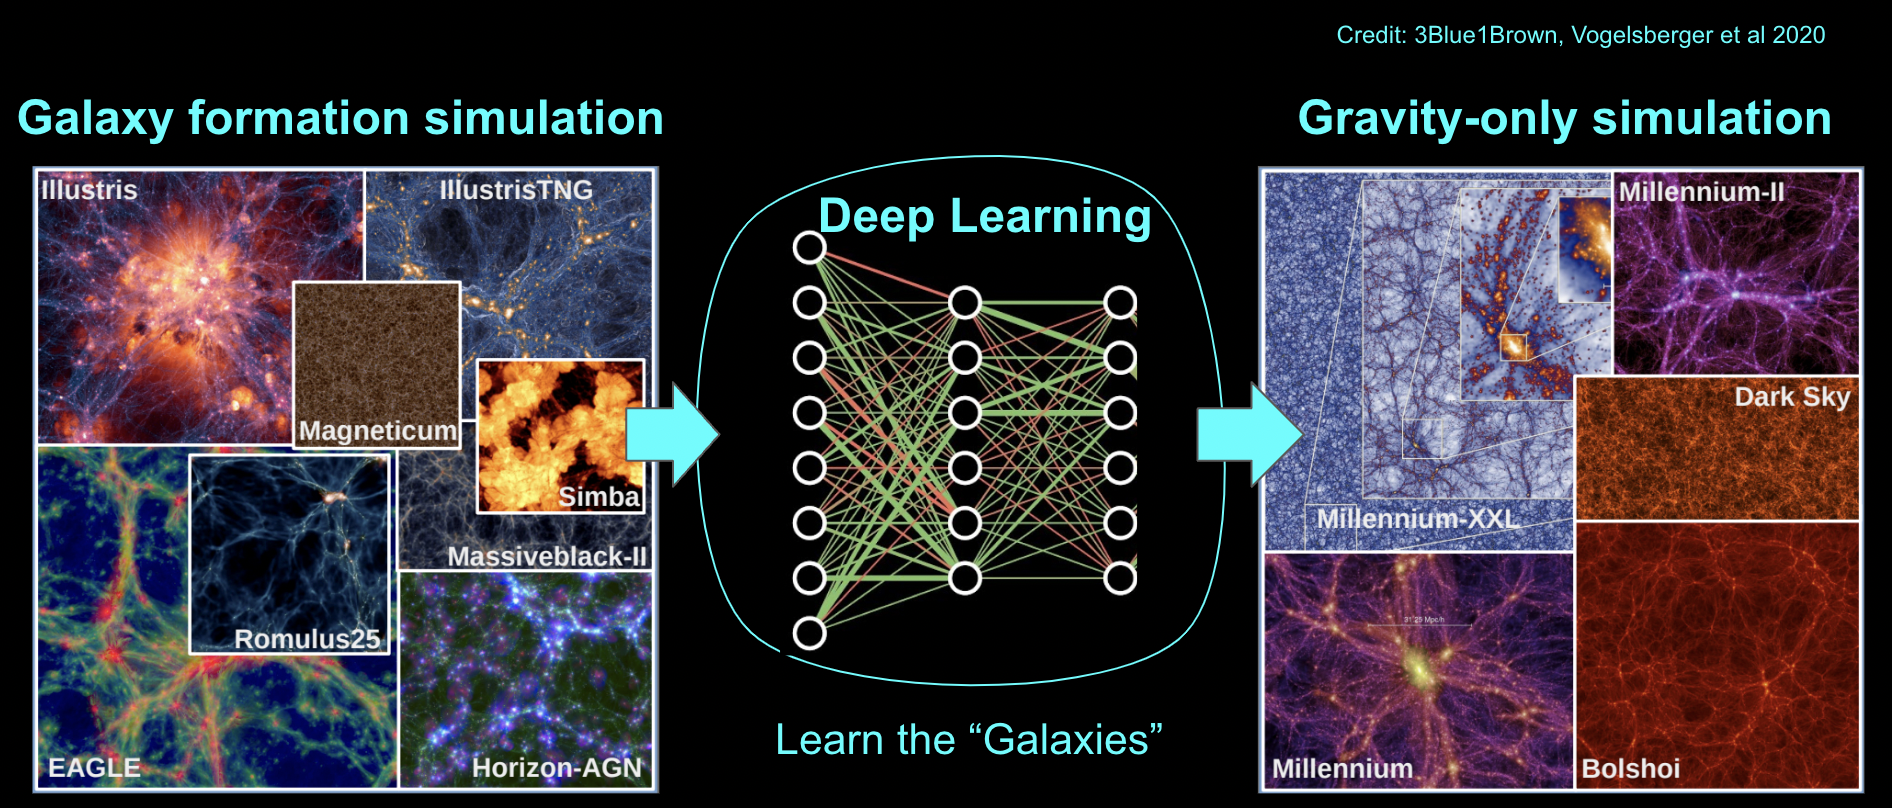 Credit: 3Blue1Brown, Vogelsberger et al 2020
Galaxy formation simulation
Gravity-only simulation
Illustris
IllustrisTNG
Magneticum
Simba
Massiveblack-II
Romulus25
EAGLE
Horizon-AGN
Deep Learning
Learn the “Galaxies”
Millennium-II
Dark Sky
Millennium-XXL
31.25 Mpc/h
Millennium
Bolshoi